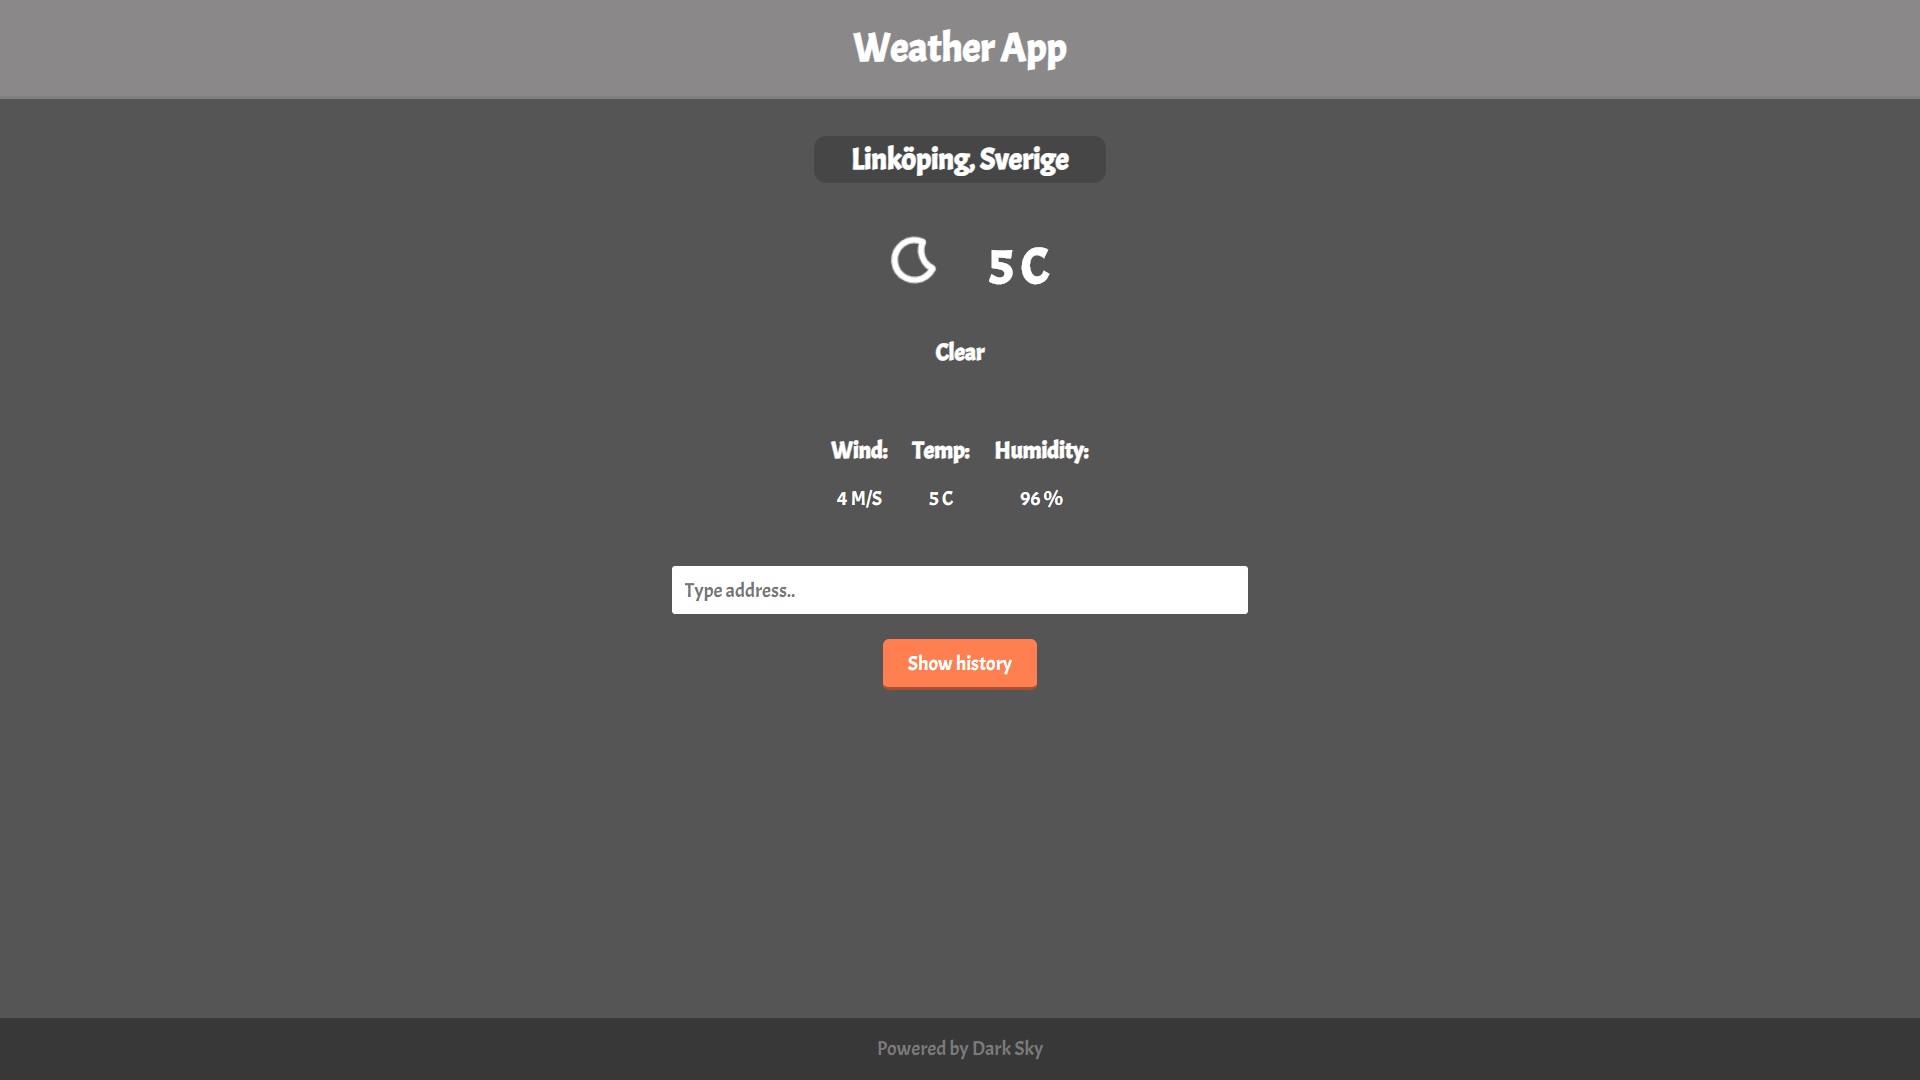 Weather App
Linköping, Sverige
5 C
Clear
Wind: Temp: Humidity:
4 M/S 5 C 96 %
Type address..
Show history
Powered by Dark Sky